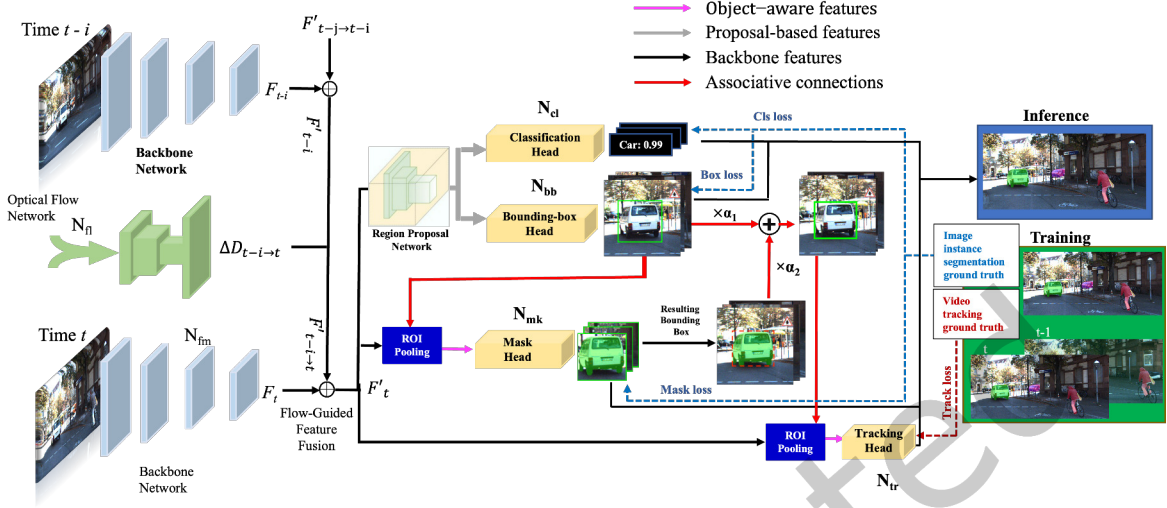 Object-aware features
Proposal-based features
Backbone features
Associative connections
Time t - i
F′t-j→t-i
Ft-i
F′t-i
Backbone
Network
Optical Flow
Network
Nfl
ΔDt-i→t
F′t-i→t
Time t
Nfm
Ft
F′t
Flow-Guided
Feature
Fusion
Backbone
Network
Region Proposal
Network
Ncl
Classification
Head
Car: 0.99
Cls loss
Nbb
Bounding-box
Head
Box loss
×α1
×α2
ROI
Pooling
Nmk
Mask
Head
Resulting
Bounding
Box
Mask loss
ROI
Pooling
Tracking
Head
Ntr
Track loss
Inference
Training
Image
instance
segmentation
ground truth
Video
tracking
ground truth
t-1
t